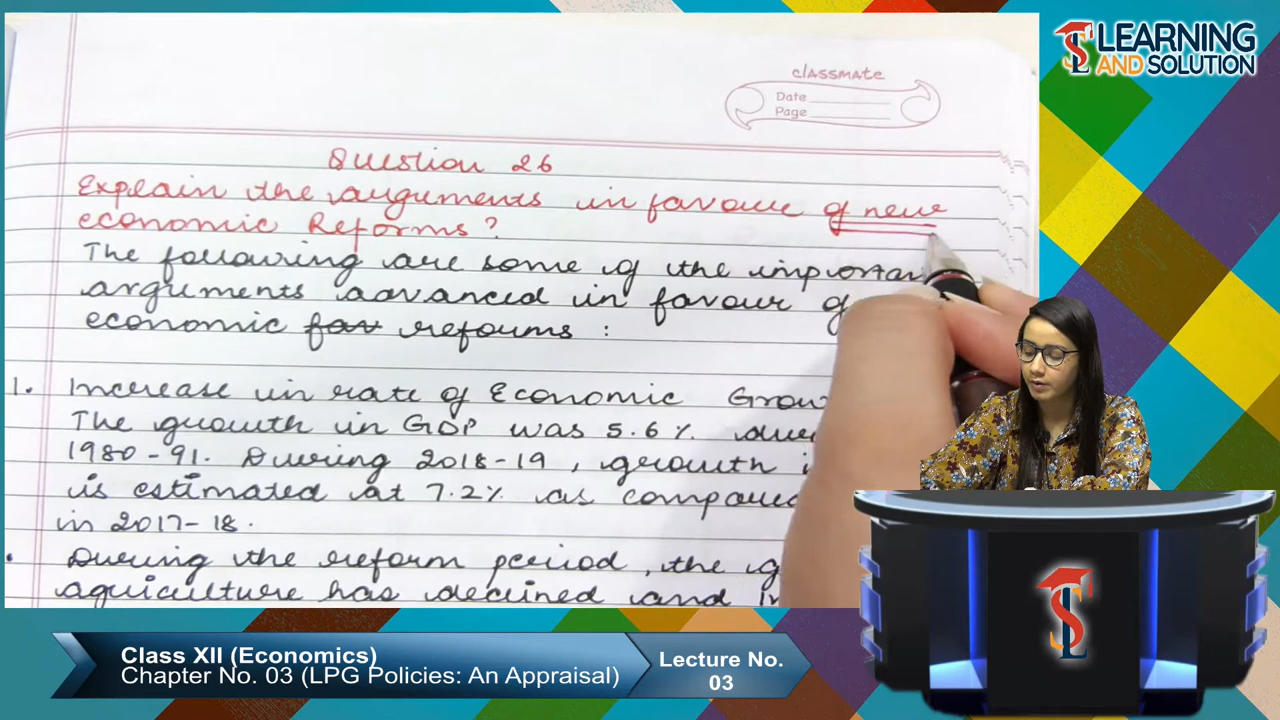 classmate
Date
Page
Question 26
Explain the arguments in favour of new
economic Reforms?
The following are some of the importan
arguments advanced in favour of
economic reforms :
1. Increase in rate of Economic Grow
The growth in GDP was 5.6%
1980-91. During 2018-19, growth
is estimated at 7.2% as compared
in 2017-18.
During the reform period, the
agriculture has declined and
LEARNING
AND SOLUTION
SL
Class XII (Economics)
Chapter No. 03 (LPG Policies: An Appraisal)
Lecture No.
03